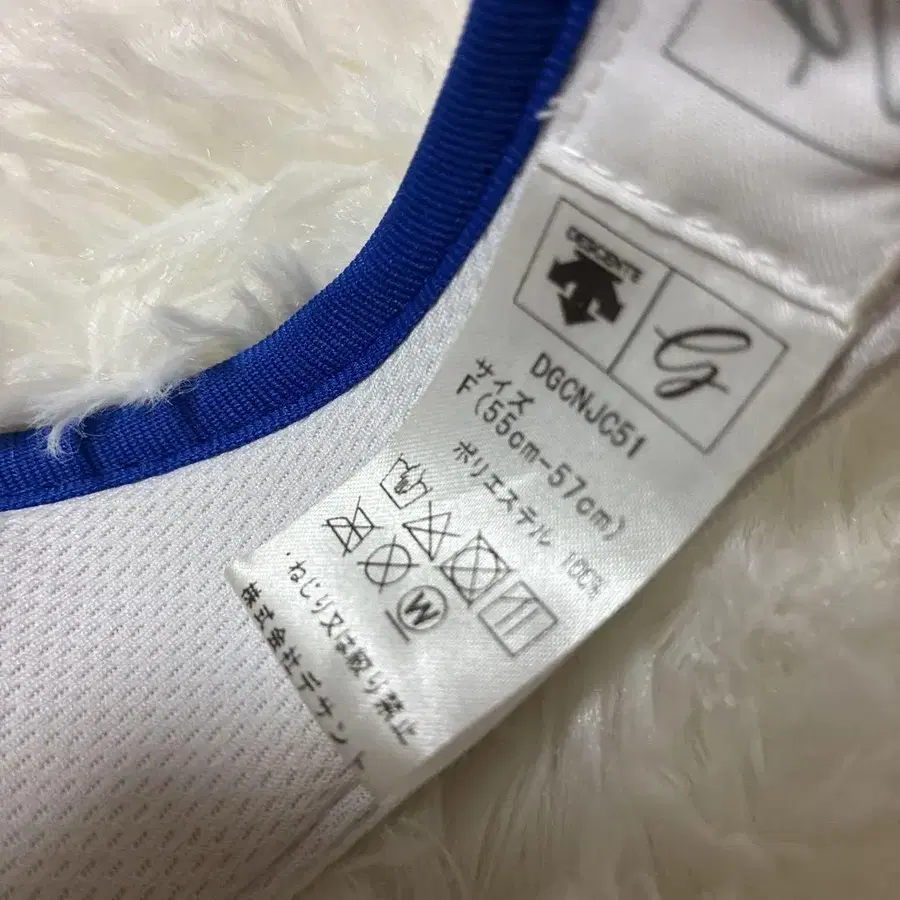 DESCENTE
G
DGCNJC51
サイズ
F(55cm-57cm)
ポリエステル 100%
W
・ねじり又は絞り禁止
株式会社デサント